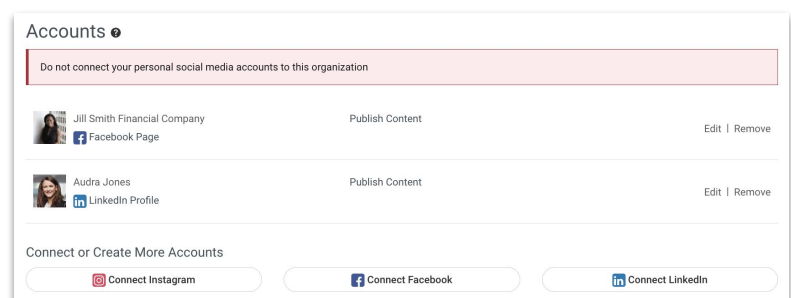 Accounts
Do not connect your personal social media accounts to this organization
Jill Smith Financial Company
Publish Content
Facebook Page
Edit | Remove
Audra Jones
Publish Content
LinkedIn Profile
Edit | Remove
Connect or Create More Accounts
Connect Instagram
Connect Facebook
Connect LinkedIn